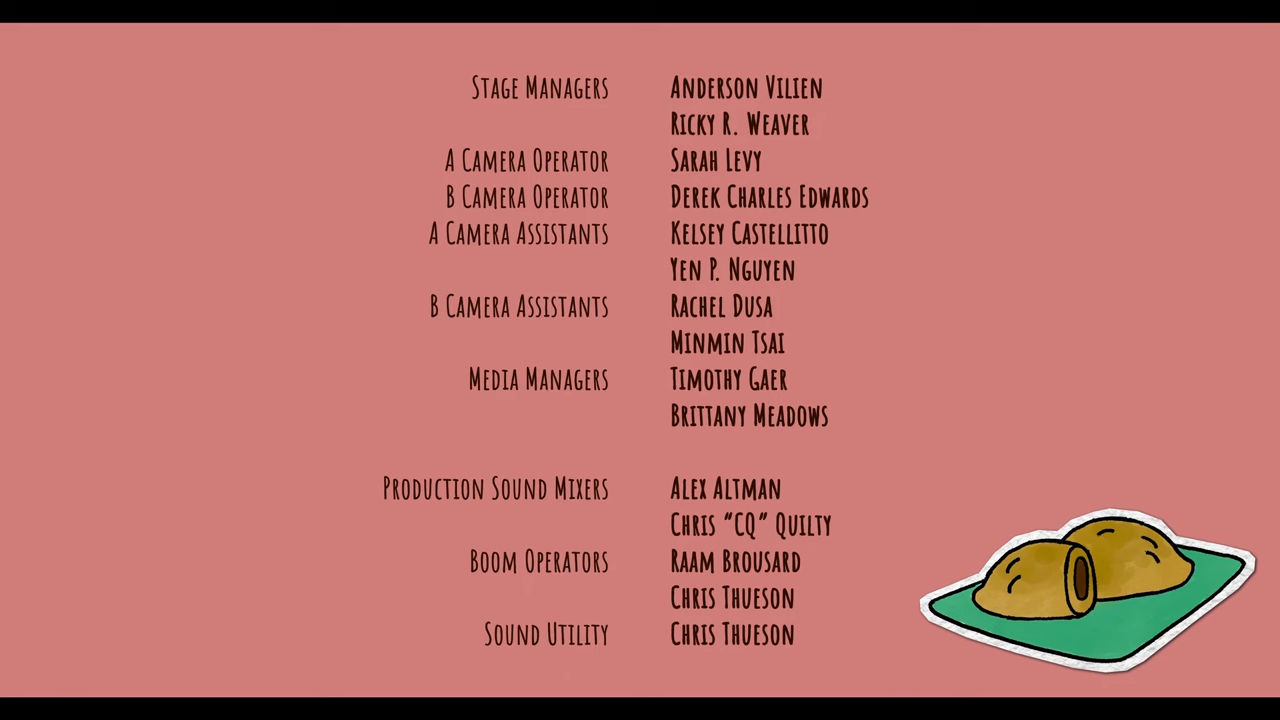 Stage Managers Anderson Vilien
Ricky R. Weaver
A Camera Operator Sarah Levy
B Camera Operator Derek Charles Edwards
A Camera Assistants Kelsey Castellitto
Yen P. Nguyen
B Camera Assistants Rachel Dusa
Minmin Tsai
Media Managers Timothy Gaer
Brittany Meadows
Production Sound Mixers Alex Altman
Chris “CQ” Quilty
Boom Operators Raam Brousard
Chris Thueson
Sound Utility Chris Thueson